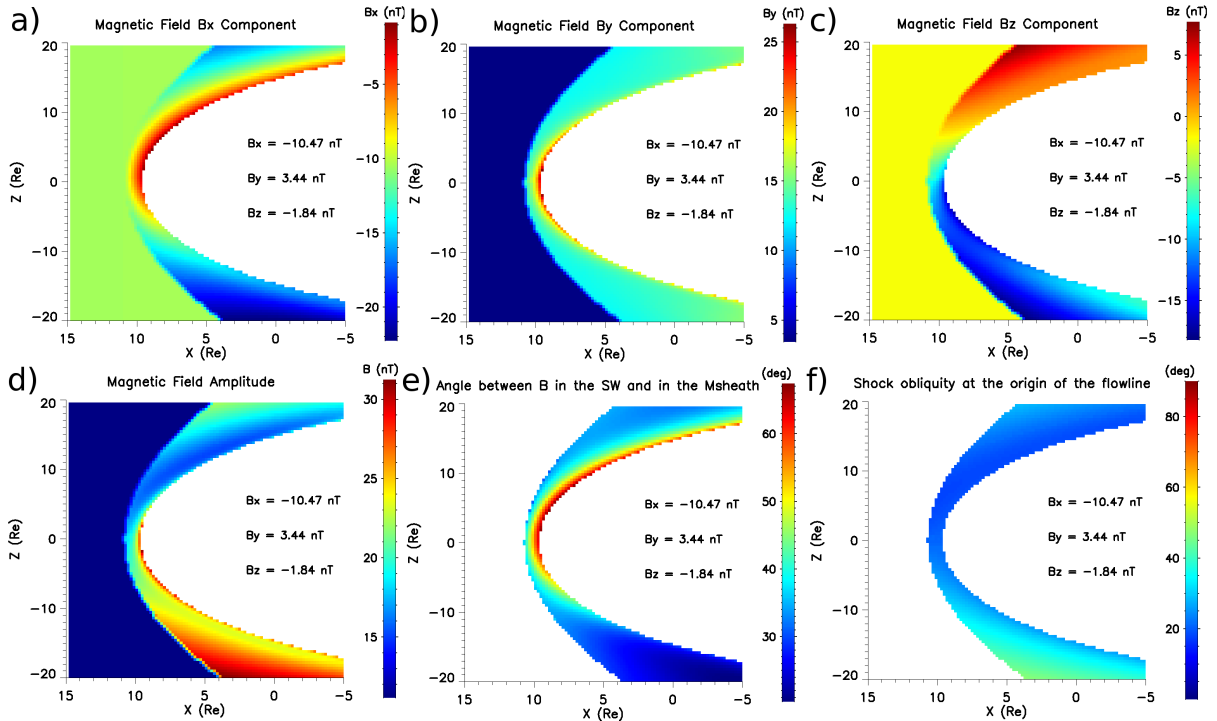 a)
Magnetic Field Bx Component
Bx (nT)
20
10
0
−10
−20
Z (Re)
15
10
5
0
−5
X (Re)
Bx = −10.47 nT
By = 3.44 nT
Bz = −1.84 nT
−5
−10
−15
−20
b)
Magnetic Field By Component
By (nT)
20
10
0
−10
−20
Z (Re)
15
10
5
0
−5
X (Re)
Bx = −10.47 nT
By = 3.44 nT
Bz = −1.84 nT
25
20
15
10
5
c)
Magnetic Field Bz Component
Bz (nT)
20
10
0
−10
−20
Z (Re)
15
10
5
0
−5
X (Re)
Bx = −10.47 nT
By = 3.44 nT
Bz = −1.84 nT
5
0
−5
−10
−15
d)
Magnetic Field Amplitude
B (nT)
20
10
0
−10
−20
Z (Re)
15
10
5
0
−5
X (Re)
Bx = −10.47 nT
By = 3.44 nT
Bz = −1.84 nT
30
25
20
15
e)
Angle between B in the SW and in the Msheath
(deg)
20
10
0
−10
−20
Z (Re)
15
10
5
0
−5
X (Re)
Bx = −10.47 nT
By = 3.44 nT
Bz = −1.84 nT
60
50
40
30
f)
Shock obliquity at the origin of the flowline
(deg)
20
10
0
−10
−20
Z (Re)
15
10
5
0
−5
X (Re)
Bx = −10.47 nT
By = 3.44 nT
Bz = −1.84 nT
80
60
40
20
0